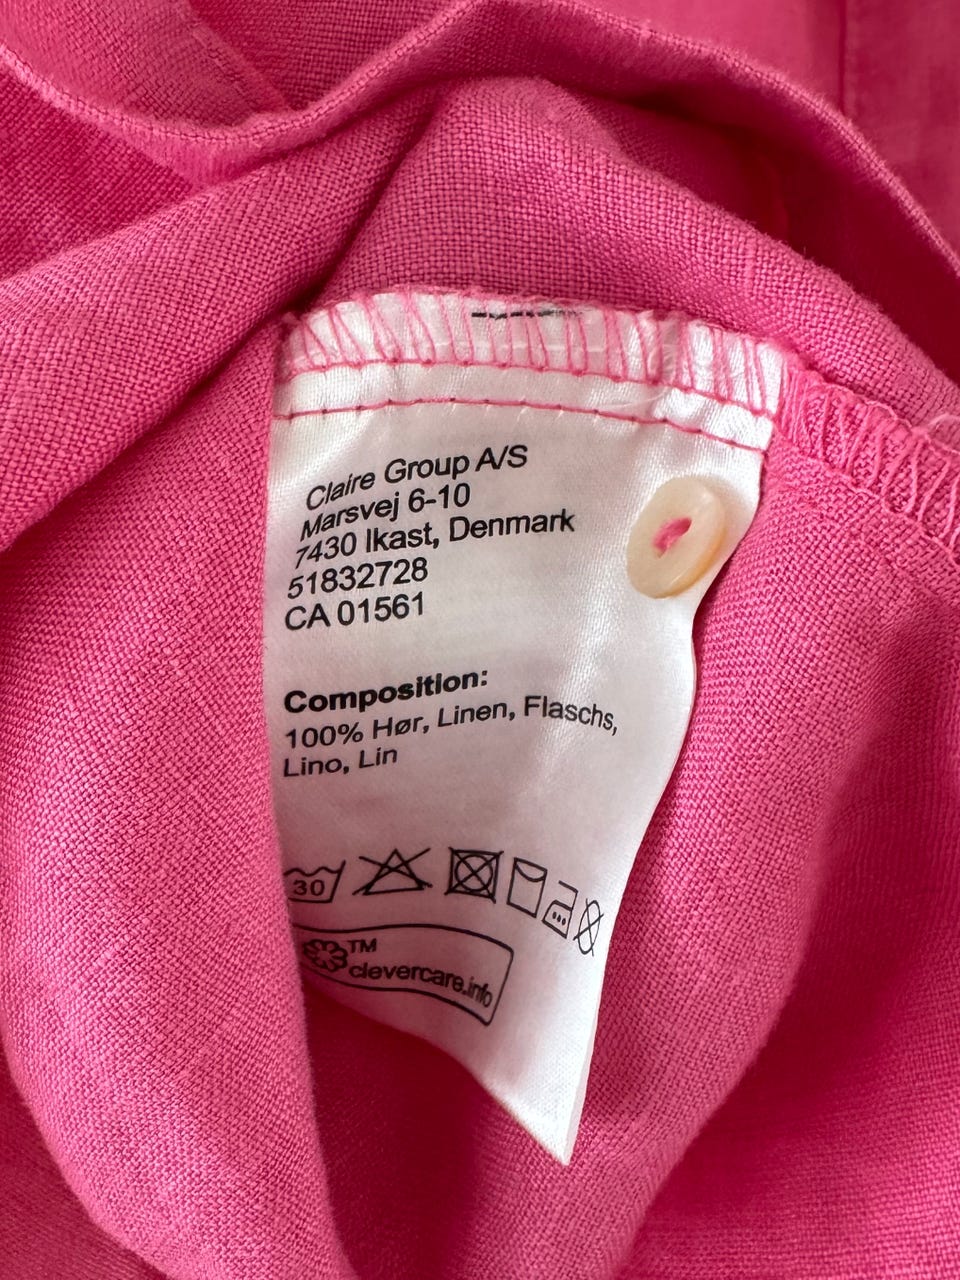 Claire Group A/S
Marsvej 6-10
7430 Ikast, Denmark
51832728
CA 01561
Composition:
100% Hør, Linen, Flaschs,
Lino, Lin
30
TM
clevercare.info